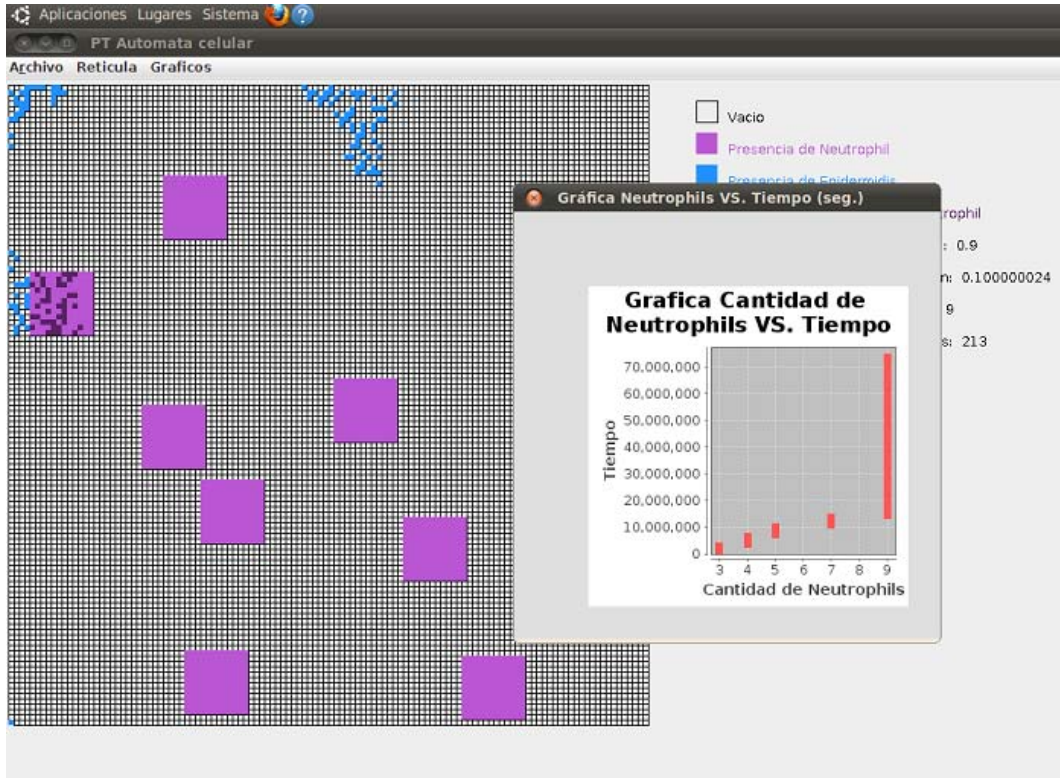 Aplicaciones Lugares Sistema
PT Automata celular
Archivo Reticula Graficos
Vacio
Presencia de Neutrophil
Presencia de Epidermidis
Gráfica Neutrophils VS. Tiempo (seg.)
rophil
: 0.9
n: 0.100000024
9
s: 213
Grafica Cantidad de
Neutrophils VS. Tiempo
Tiempo
70,000,000
60,000,000
50,000,000
40,000,000
30,000,000
20,000,000
10,000,000
0
3 4 5 6 7 8 9
Cantidad de Neutrophils